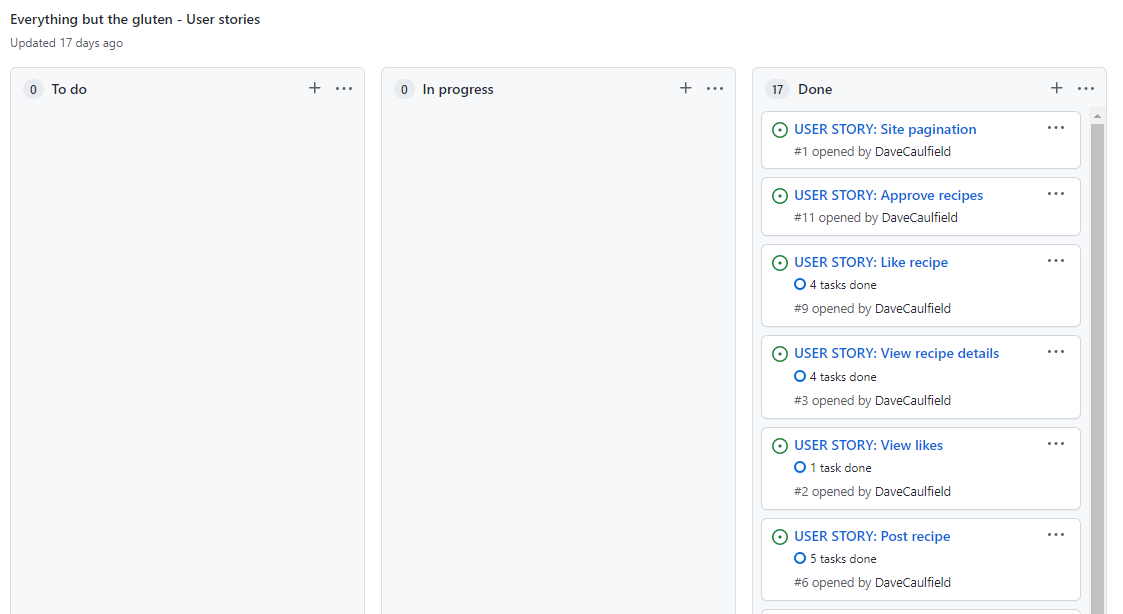 Everything but the gluten - User stories
Updated 17 days ago
0 To do
0 In progress
17 Done
USER STORY: Site pagination
#1 opened by DaveCaulfield
USER STORY: Approve recipes
#11 opened by DaveCaulfield
USER STORY: Like recipe
4 tasks done
#9 opened by DaveCaulfield
USER STORY: View recipe details
4 tasks done
#3 opened by DaveCaulfield
USER STORY: View likes
1 task done
#2 opened by DaveCaulfield
USER STORY: Post recipe
5 tasks done
#6 opened by DaveCaulfield